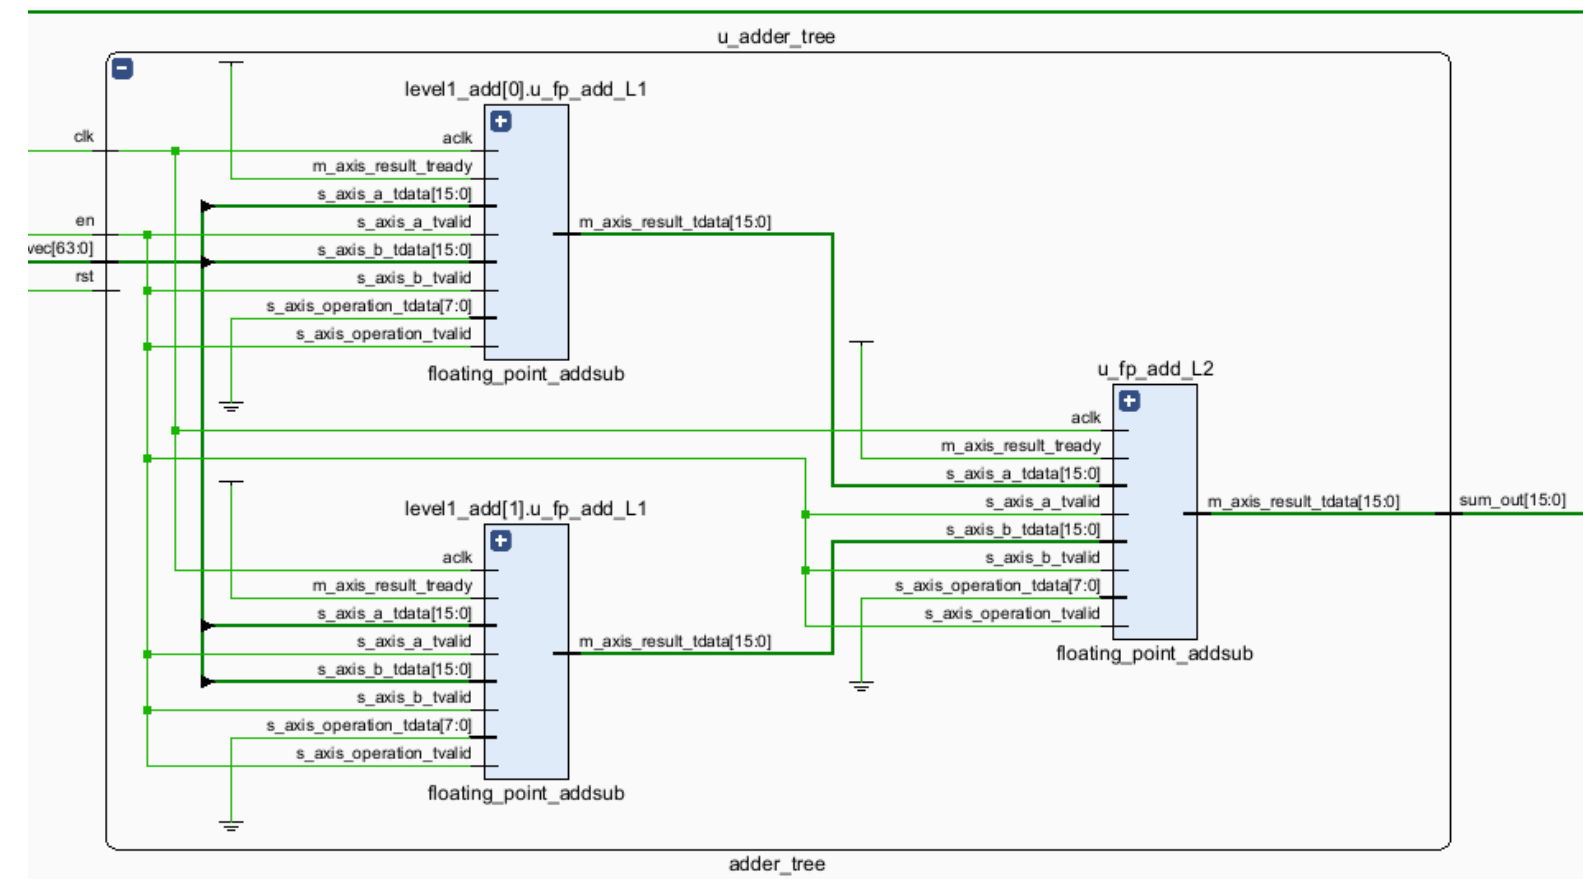 u_adder_tree
level1_add[0].u_fp_add_L1
clk
aclk
m_axis_result_tready
s_axis_a_tdata[15:0]
en
s_axis_a_tvalid
m_axis_result_tdata[15:0]
vec[63:0]
s_axis_b_tdata[15:0]
rst
s_axis_b_tvalid
s_axis_operation_tdata[7:0]
s_axis_operation_tvalid
floating_point_addsub
u_fp_add_L2
aclk
m_axis_result_tready
s_axis_a_tdata[15:0]
s_axis_a_tvalid
m_axis_result_tdata[15:0]
sum_out[15:0]
s_axis_b_tdata[15:0]
s_axis_b_tvalid
s_axis_operation_tdata[7:0]
s_axis_operation_tvalid
floating_point_addsub
level1_add[1].u_fp_add_L1
aclk
m_axis_result_tready
s_axis_a_tdata[15:0]
s_axis_a_tvalid
m_axis_result_tdata[15:0]
s_axis_b_tdata[15:0]
s_axis_b_tvalid
s_axis_operation_tdata[7:0]
s_axis_operation_tvalid
floating_point_addsub
adder_tree